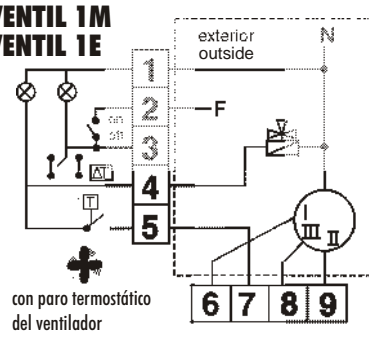 VENTIL 1M
VENTIL 1E
exterior
outside
N
1
2
3
4
5
F
on
off
ΔT
T
I
III
II
6 7 8 9
con paro termostático
del ventilador